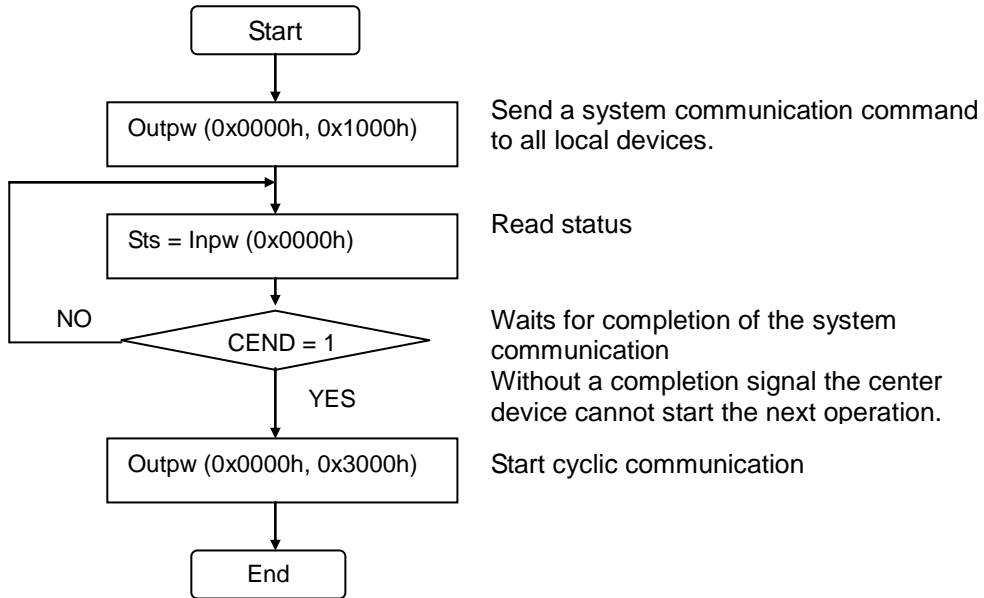 Start
Outpw (0x0000h, 0x1000h)
Send a system communication command
to all local devices.
Sts = Inpw (0x0000h)
Read status
NO
CEND = 1
Waits for completion of the system
communication
Without a completion signal the center
device cannot start the next operation.
YES
Outpw (0x0000h, 0x3000h)
Start cyclic communication
End